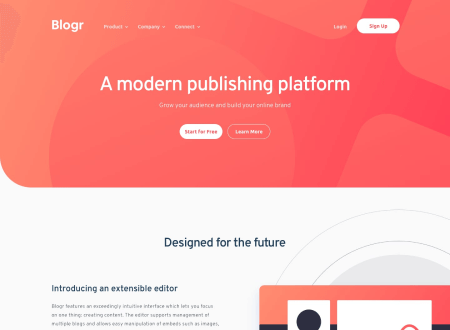 Blogr
Product Company Connect
Login Sign Up
A modern publishing platform
Grow your audience and build your online brand
Start for Free Learn More
Designed for the future
Introducing an extensible editor
Blogr features an exceedingly intuitive interface which lets you focus
on one thing: creating content. The editor supports management of
multiple blogs and allows easy manipulation of embeds such as images,